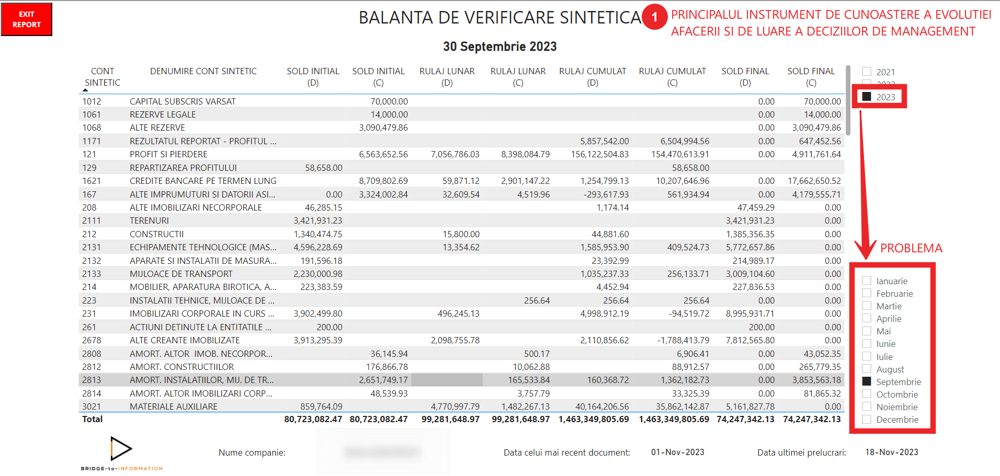 EXIT
REPORT
BALANTA DE VERIFICARE SINTETICA
1
PRINCIPALUL INSTRUMENT DE CUNOASTERE A EVOLUTIEI
AFACERII SI DE LUARE A DECIZIILOR DE MANAGEMENT
30 Septembrie 2023
CONT SINTETIC DENUMIRE CONT SINTETIC SOLD INITIAL (D) SOLD INITIAL (C) RULAJ LUNAR (D) RULAJ LUNAR (C) RULAJ CUMULAT (D) RULAJ CUMULAT (C) SOLD FINAL (D) SOLD FINAL (C)
1012 CAPITAL SUBSCRIS VARSAT 70,000.00 0.00 70,000.00
1061 REZERVE LEGALE 14,000.00 0.00 14,000.00
1068 ALTE REZERVE 3,090,479.86 0.00 3,090,479.86
1171 REZULTATUL REPORTAT - PROFITUL ... 5,857,542.00 6,504,994.56 0.00 647,452.56
121 PROFIT SI PIERDERE 6,563,652.56 7,056,786.03 8,398,084.79 156,122,504.83 154,470,613.91 0.00 4,911,761.64
129 REPARTIZAREA PROFITULUI 58,658.00 58,658.00
1621 CREDITE BANCARE PE TERMEN LUNG 8,709,802.69 59,871.12 2,901,147.22 1,254,799.13 10,207,646.96 0.00 17,662,650.52
167 ALTE IMPRUMUTURI SI DATORII ASI... 0.00 3,324,002.84 32,609.54 4,519.96 -293,617.93 561,934.94 0.00 4,179,555.71
208 ALTE IMOBILIZARI NECORPORALE 46,285.15 1,174.14 47,459.29 0.00
2111 TERENURI 3,421,931.23 3,421,931.23 0.00
212 CONSTRUCTII 1,340,474.75 15,800.00 44,881.60 1,385,356.35 0.00
2131 ECHIPAMENTE TEHNOLOGICE (MAS... 4,596,228.69 13,354.62 1,585,953.90 409,524.73 5,772,657.86 0.00
2132 APARATE SI INSTALATII DE MASURA... 191,596.18 23,392.99 214,989.17 0.00
2133 MIJLOACE DE TRANSPORT 2,230,000.98 1,035,237.33 256,133.71 3,009,104.60 0.00
214 MOBILIER, APARATURA BIROTICA, A... 223,383.59 4,452.94 227,836.53 0.00
223 INSTALATII TEHNICE, MIJLOACE DE ... 256.64 256.64 256.64 0.00 0.00
231 IMOBILIZARI CORPORALE IN CURS ... 3,902,499.80 496,245.13 4,998,912.19 -94,519.72 8,995,931.71 0.00
261 ACTIUNI DETINUTE LA ENTITATILE ... 200.00 200.00 0.00
2678 ALTE CREANTE IMOBILIZATE 3,913,295.39 2,098,755.78 2,110,856.62 -1,788,413.79 7,812,565.80 0.00
2808 AMORT. ALTOR IMOB. NECORPOR... 36,145.94 500.17 6,906.41 0.00 43,052.35
2812 AMORT. CONSTRUCTIILOR 176,866.78 10,062.88 88,912.57 0.00 265,779.35
2813 AMORT. INSTALATIILOR, MIJ. DE TR... 2,651,749.17 165,533.84 160,368.72 1,362,182.73 0.00 3,853,563.18
2814 AMORT. ALTOR IMOBILIZARI CORP... 48,539.93 3,757.79 33,325.39 0.00 81,865.32
3021 MATERIALE AUXILIARE 859,764.09 4,770,997.79 1,482,267.13 40,164,206.56 35,862,142.87 5,161,827.78 0.00
Total 80,723,082.47 80,723,082.47 99,281,648.97 99,281,648.97 1,463,349,805.69 1,463,349,805.69 74,247,342.13 74,247,342.13
2021
2023
PROBLEMA
Ianuarie
Februarie
Martie
Aprilie
Mai
Iunie
Iulie
August
Septembrie
Octombrie
Noiembrie
Decembrie
BRIDGE-to-INFORMATION
Nume companie:
Data celui mai recent document: 01-Nov-2023
Data ultimei prelucrari: 18-Nov-2023